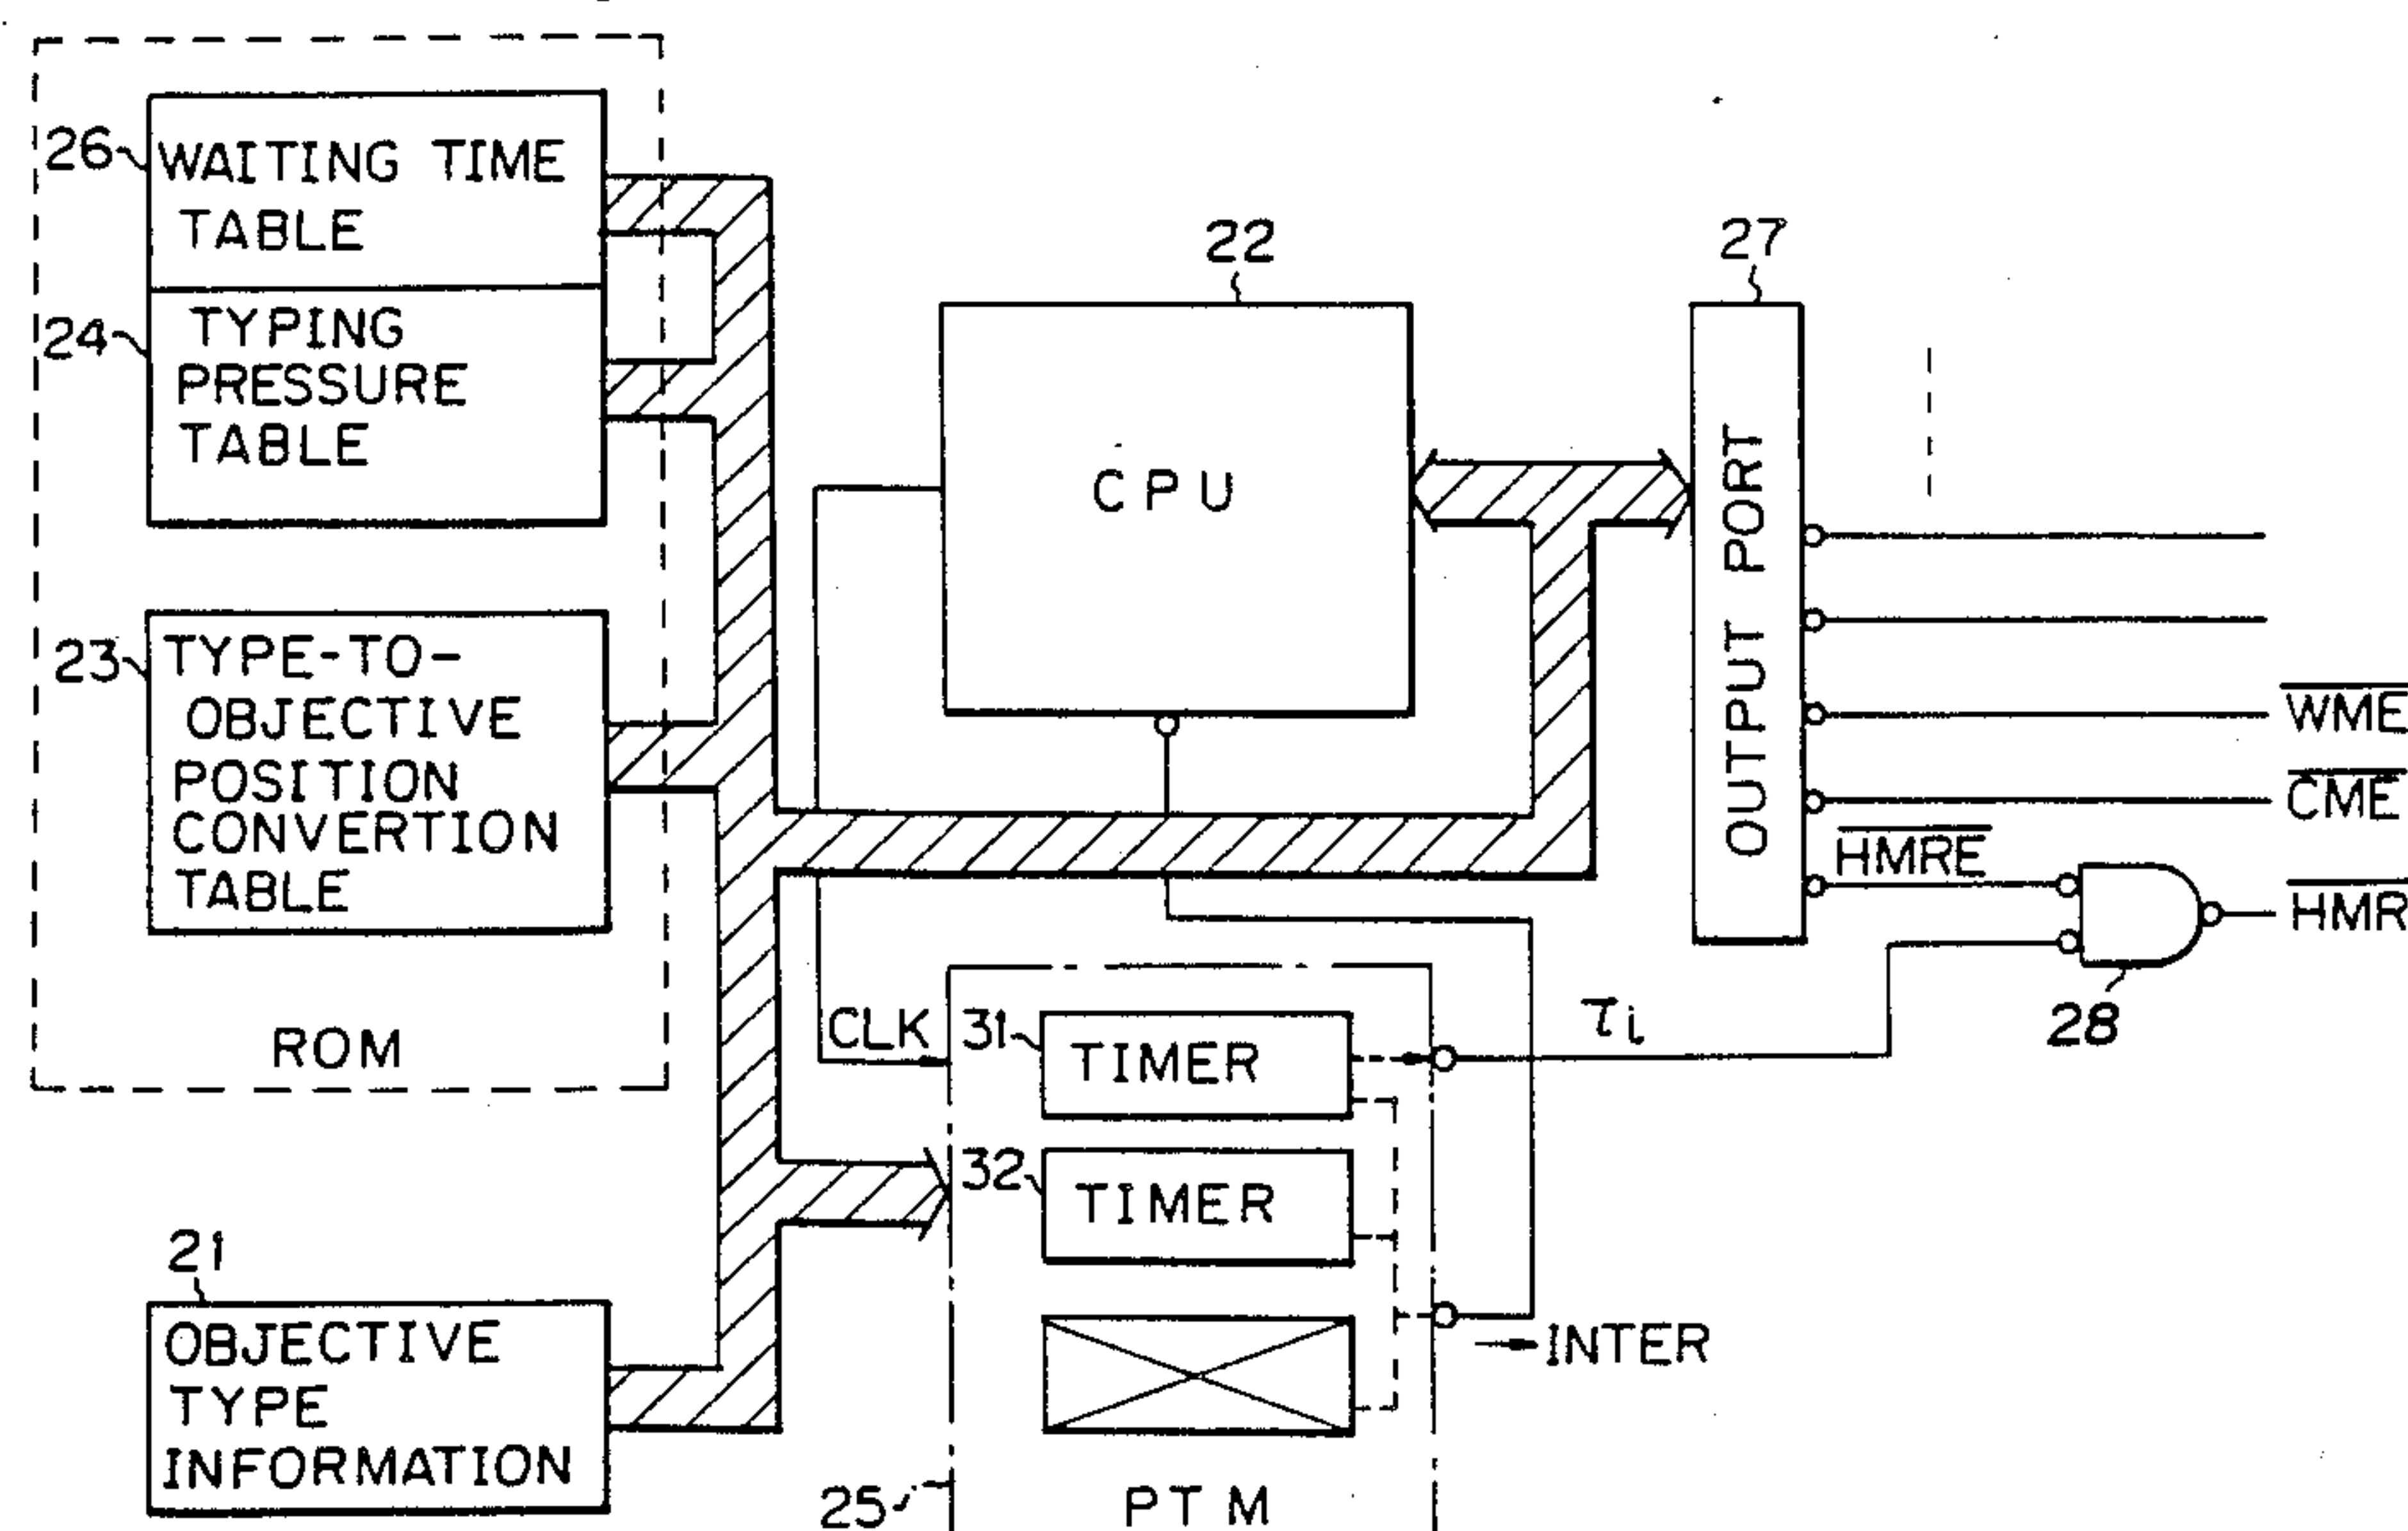 26
WAITING TIME
TABLE
24
TYPING
PRESSURE
TABLE
23
TYPE-TO-
OBJECTIVE
POSITION
CONVERTION
TABLE
ROM
21
OBJECTIVE
TYPE
INFORMATION
22
CPU
27
OUTPUT PORT
WME
CME
HMRE
HMR
28
CLK
31
TIMER
τi
32
TIMER
INTER
25
PTM